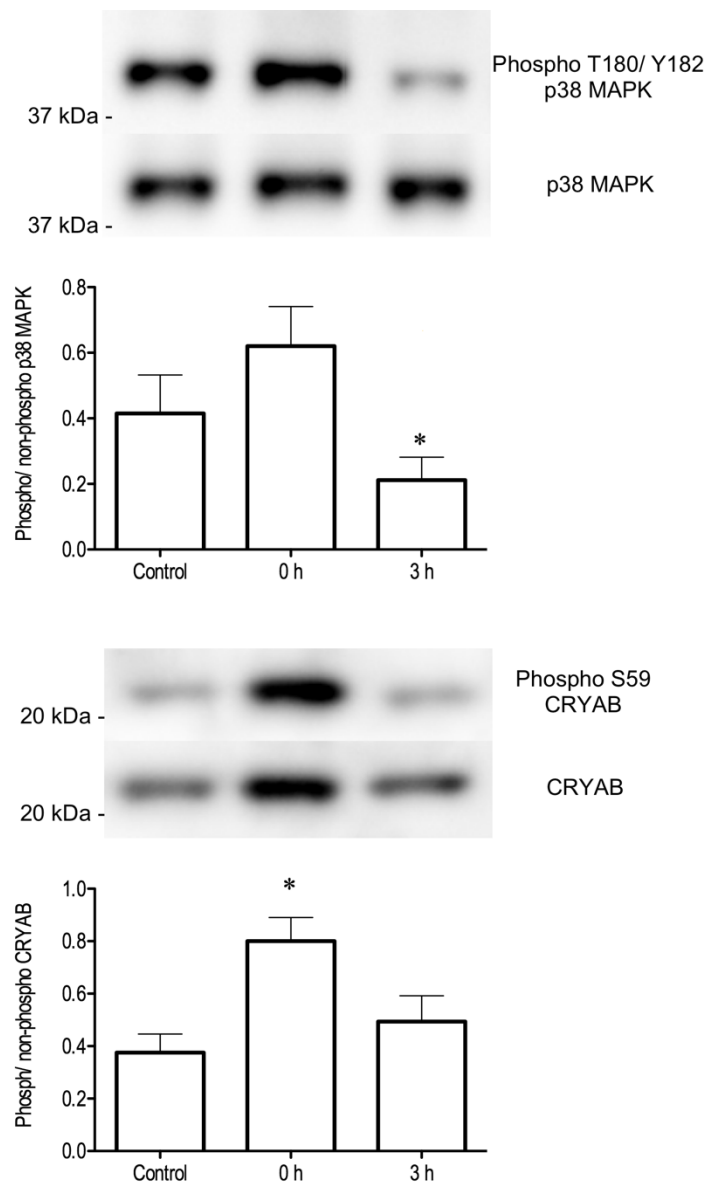 Phospho T180/ Y182
p38 MAPK
37 kDa -
p38 MAPK
37 kDa -
Phospho/ non-phospho p38 MAPK
0.8
0.6
0.4
0.2
0.0
*
Control 0 h 3 h
Phospho S59
CRYAB
20 kDa -
CRYAB
20 kDa -
Phosph/ non-phospho CRYAB
1.0
0.8
0.6
0.4
0.2
0.0
*
Control 0 h 3 h